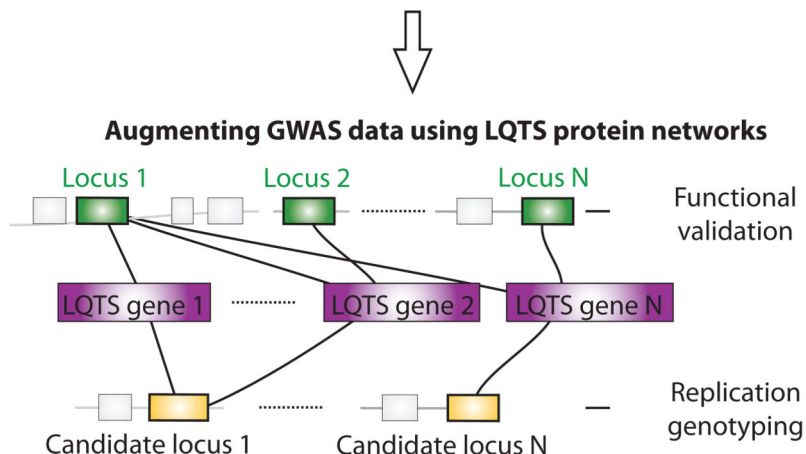 Augmenting GWAS data using LQTS protein networks
Locus 1
Locus 2
Locus N
Functional
validation
LQTS gene 1
LQTS gene 2
LQTS gene N
Replication
genotyping
Candidate locus 1
Candidate locus N